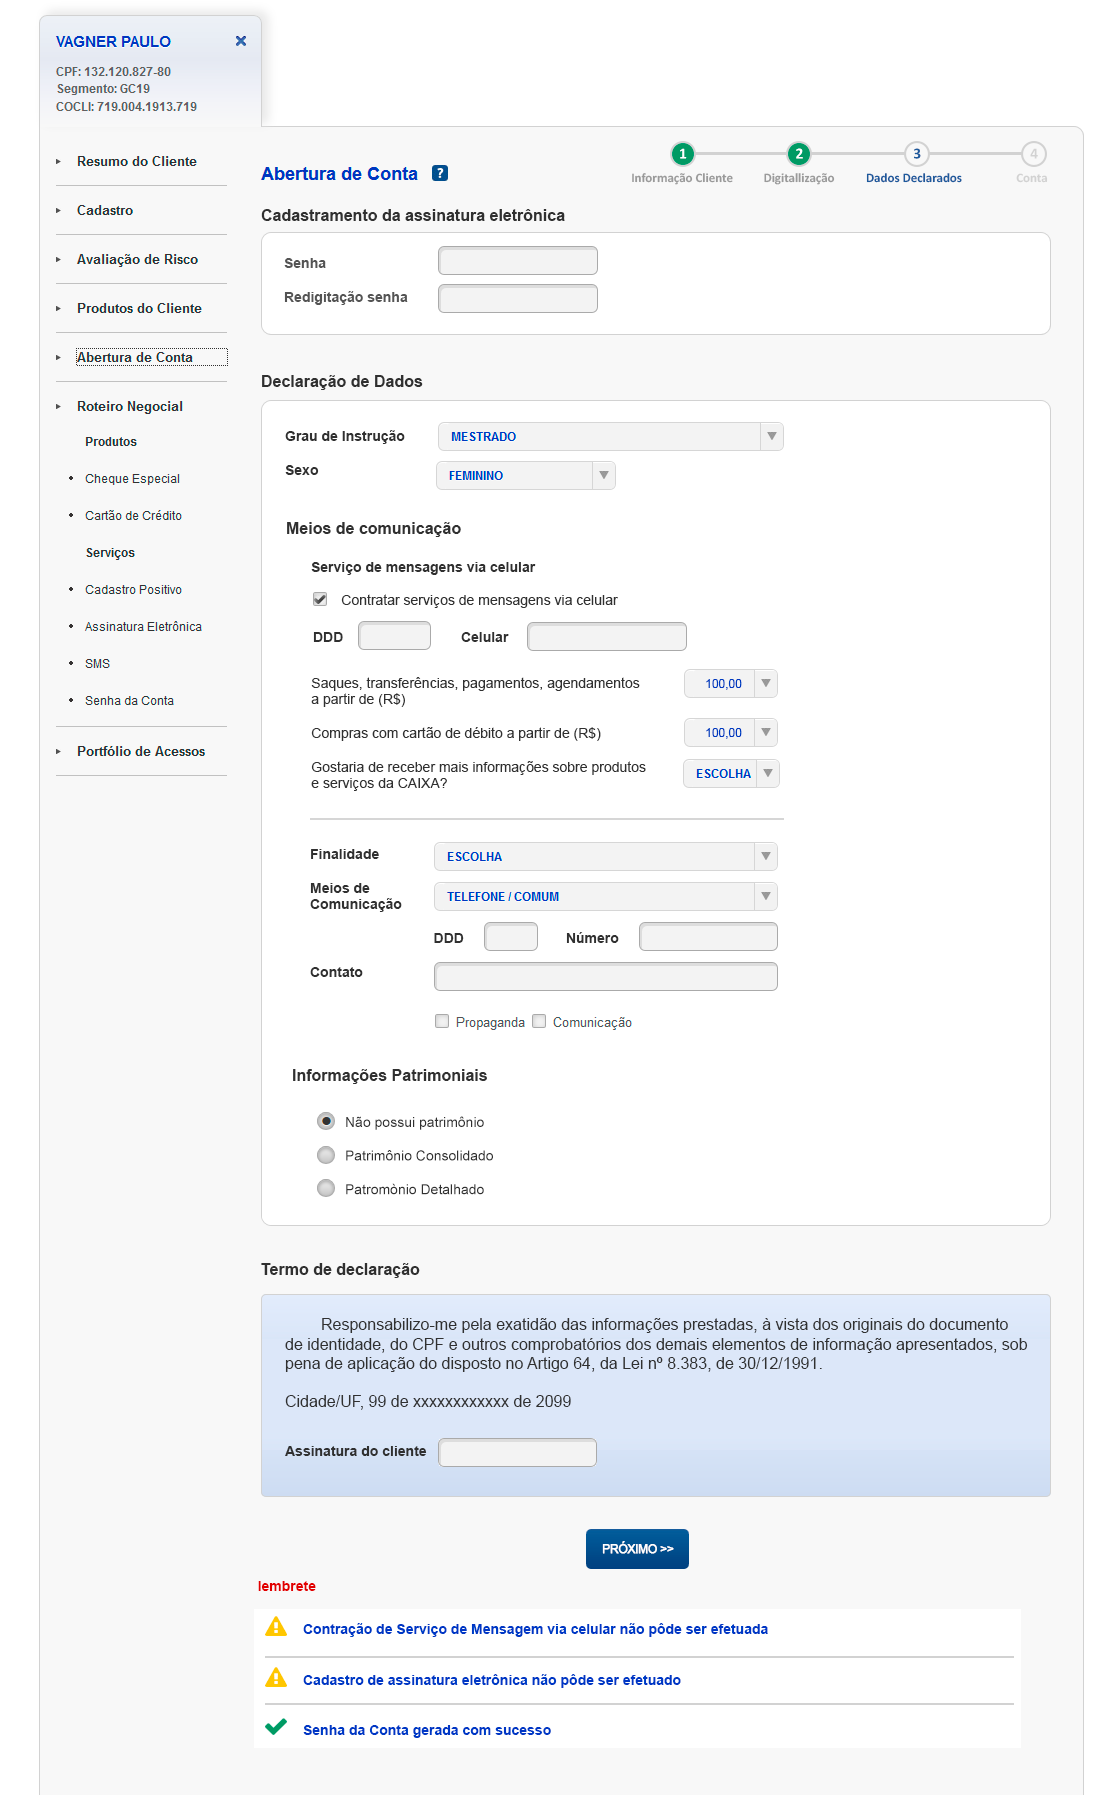 VAGNER PAULO
CPF: 132.120.827-80
Segmento: GC19
COCLI: 719.004.1913.719
Resumo do Cliente
Cadastro
Avaliação de Risco
Produtos do Cliente
Abertura de Conta
Roteiro Negocial
Produtos
Cheque Especial
Cartão de Crédito
Serviços
Cadastro Positivo
Assinatura Eletrônica
SMS
Senha da Conta
Portfólio de Acessos
Abertura de Conta ?
1 2 3 4
Informação Cliente Digitallização Dados Declarados Conta
Cadastramento da assinatura eletrônica
Senha
Redigitação senha
Declaração de Dados
Grau de Instrução MESTRADO
Sexo FEMININO
Meios de comunicação
Serviço de mensagens via celular
Contratar serviços de mensagens via celular
DDD Celular
Saques, transferências, pagamentos, agendamentos
a partir de (R$) 100,00
Compras com cartão de débito a partir de (R$) 100,00
Gostaria de receber mais informações sobre produtos
e serviços da CAIXA? ESCOLHA
Finalidade ESCOLHA
Meios de
Comunicação TELEFONE / COMUM
DDD Número
Contato
Propaganda Comunicação
Informações Patrimoniais
Não possui patrimônio
Patrimônio Consolidado
Patromònio Detalhado
Termo de declaração
Responsabilizo-me pela exatidão das informações prestadas, à vista dos originais do documento
de identidade, do CPF e outros comprobatórios dos demais elementos de informação apresentados, sob
pena de aplicação do disposto no Artigo 64, da Lei nº 8.383, de 30/12/1991.
Cidade/UF, 99 de xxxxxxxxxxxx de 2099
Assinatura do cliente
PRÓXIMO >>
lembrete
Contração de Serviço de Mensagem via celular não pôde ser efetuada
Cadastro de assinatura eletrônica não pôde ser efetuado
Senha da Conta gerada com sucesso